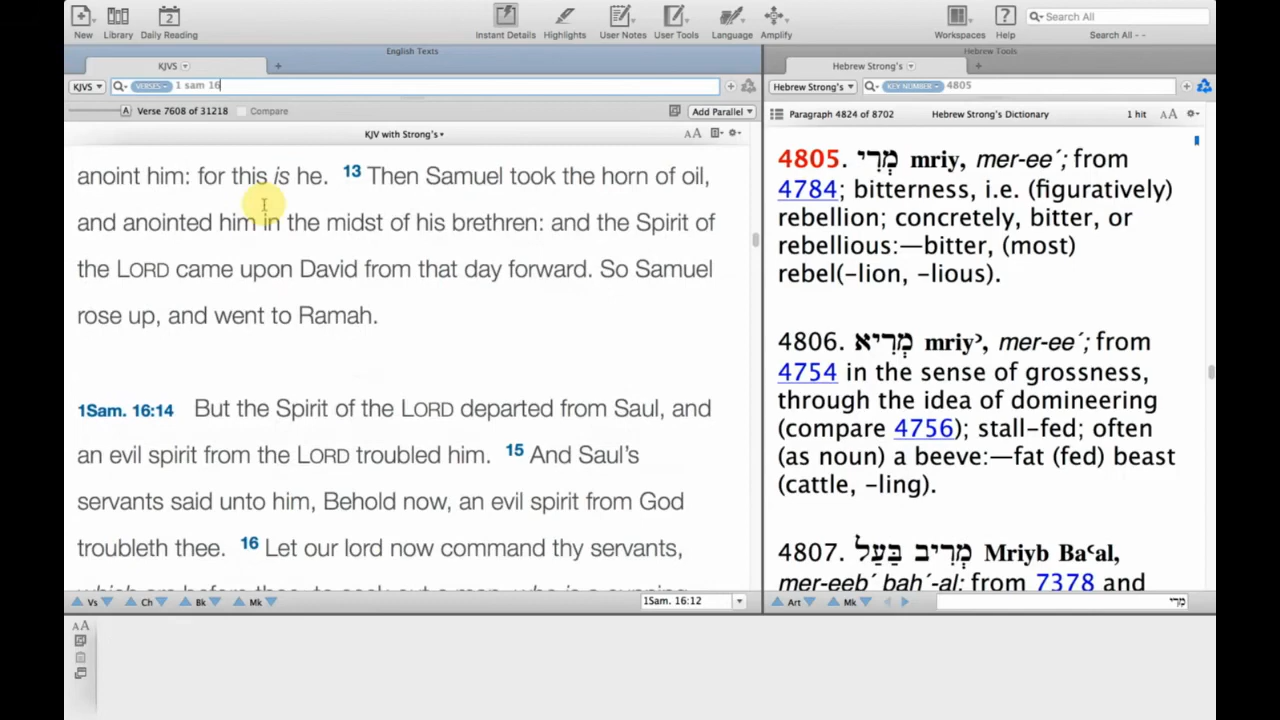 New Library 2 Daily Reading Instant Details Highlights User Notes User Tools Language Amplify Workspaces Help Search All
Search All - -
English Texts
KJVS
KJVS VERSES 1 sam 16
A Verse 7608 of 31218 Compare Add Parallel
KJV with Strong's AA
anoint him: for this is he. 13 Then Samuel took the horn of oil,
and anointed him in the midst of his brethren: and the Spirit of
the LORD came upon David from that day forward. So Samuel
rose up, and went to Ramah.
1Sam. 16:14 But the Spirit of the LORD departed from Saul, and
an evil spirit from the LORD troubled him. 15 And Saul's
servants said unto him, Behold now, an evil spirit from God
troubleth thee. 16 Let our lord now command thy servants,
Vs Ch Bk Mk 1Sam. 16:12
AA
Hebrew Tools
Hebrew Strong's
Hebrew Strong's KEY NUMBER 4805
Paragraph 4824 of 8702 Hebrew Strong's Dictionary 1 hit AA
4805. מְרִי mriy, mer-ee´; from
4784; bitterness, i.e. (figuratively)
rebellion; concretely, bitter, or
rebellious:—bitter, (most)
rebel(-lion, -lious).
4806. מְרִיא mriyʾ, mer-ee´; from
4754 in the sense of grossness,
through the idea of domineering
(compare 4756); stall-fed; often
(as noun) a beeve:—fat (fed) beast
(cattle, -ling).
4807. מְרִיב בַּעַל Mriyb Baʿal,
mer-eeb´ bah´-al; from 7378 and
Art Mk מְרִי